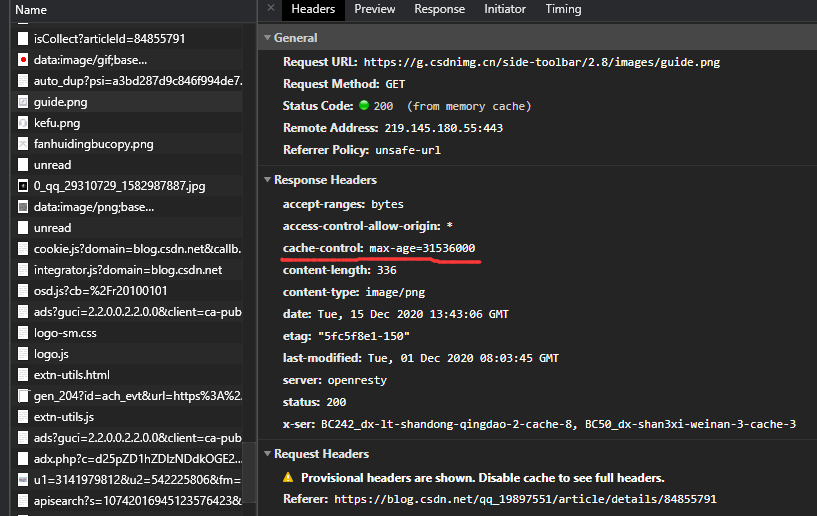 Name
isCollect?articleId=84855791
data:image/gif;base...
auto_dup?psi=a3bd287d9c846f994de7.
guide.png
kefu.png
fanhuidingbucopy.png
unread
0_qq_29310729_1582987887.jpg
data:image/png;base...
unread
cookie.js?domain=blog.csdn.net&callb.
integrator.js?domain=blog.csdn.net
osd.js?cb=%2Fr20100101
ads?guci=2.2.0.0.2.2.0.0&client=ca-pub
logo-sm.css
logo.js
extn-utils.html
gen_204?id=ach_evt&url=https%3A%2.
extn-utils.js
ads?guci=2.2.0.0.2.2.0.0&client=ca-pub
adx.php?c=d25pZD1hZDIzNDdkOGE2...
u1=3141979812&u2=542225806&fm=
apisearch?s=1074201694512357642​3&
× Headers Preview Response Initiator Timing
General
Request URL: https://g.csdnimg.cn/side-toolbar/2.8/images/guide.png
Request Method: GET
Status Code: 200 (from memory cache)
Remote Address: 219.145.180.55:443
Referrer Policy: unsafe-url
Response Headers
accept-ranges: bytes
access-control-allow-origin: *
cache-control: max-age=31536000
content-length: 336
content-type: image/png
date: Tue, 15 Dec 2020 13:43:06 GMT
etag: "5fc5f8e1-150"
last-modified: Tue, 01 Dec 2020 08:03:45 GMT
server: openresty
status: 200
x-ser: BC242_dx-lt-shandong-qingdao-2-cache-8, BC50_dx-shan3xi-weinan-3-cache-3
Request Headers
Provisional headers are shown. Disable cache to see full headers.
Referer: https://blog.csdn.net/qq_19897551/article/details/84855791